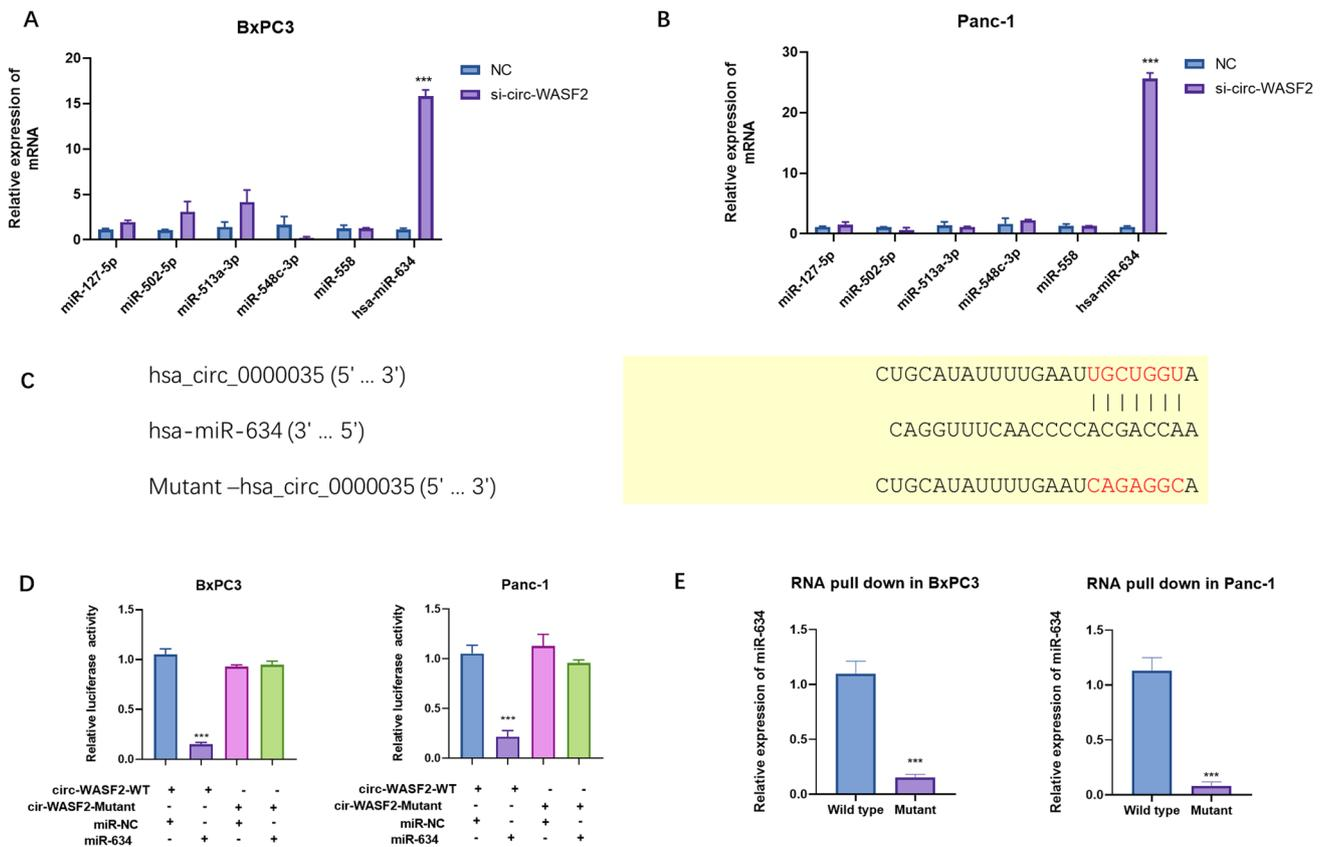 A
BxPC3
Relative expression of
mRNA
20
15
10
5
0
***
NC
si-circ-WASF2
miR-127-5p
miR-502-5p
miR-513a-3p
miR-548c-3p
miR-558
hsa-miR-634
B
Panc-1
Relative expression of
mRNA
30
20
10
0
***
NC
si-circ-WASF2
miR-127-5p
miR-502-5p
miR-513a-3p
miR-548c-3p
miR-558
hsa-miR-634
C
hsa_circ_0000035 (5' ... 3') CUGCAUAUUUUGAAUUGCUGGUA
| | | | | | |
hsa-miR-634 (3' ... 5') CAGGUUUCAACCCCACGACCAA
Mutant –hsa_circ_0000035 (5' ... 3') CUGCAUAUUUUGAAUCAGAGGCA
D
BxPC3
Relative luciferase activity
1.5
1.0
0.5
0.0
***
circ-WASF2-WT + + - -
cir-WASF2-Mutant - - + +
miR-NC + - + -
miR-634 - + - +
Panc-1
Relative luciferase activity
1.5
1.0
0.5
0.0
***
circ-WASF2-WT + + - -
cir-WASF2-Mutant - - + +
miR-NC + - + -
miR-634 - + - +
E
RNA pull down in BxPC3
Relative expression of miR-634
1.5
1.0
0.5
0.0
***
Wild type Mutant
RNA pull down in Panc-1
Relative expression of miR-634
1.5
1.0
0.5
0.0
***
Wild type Mutant